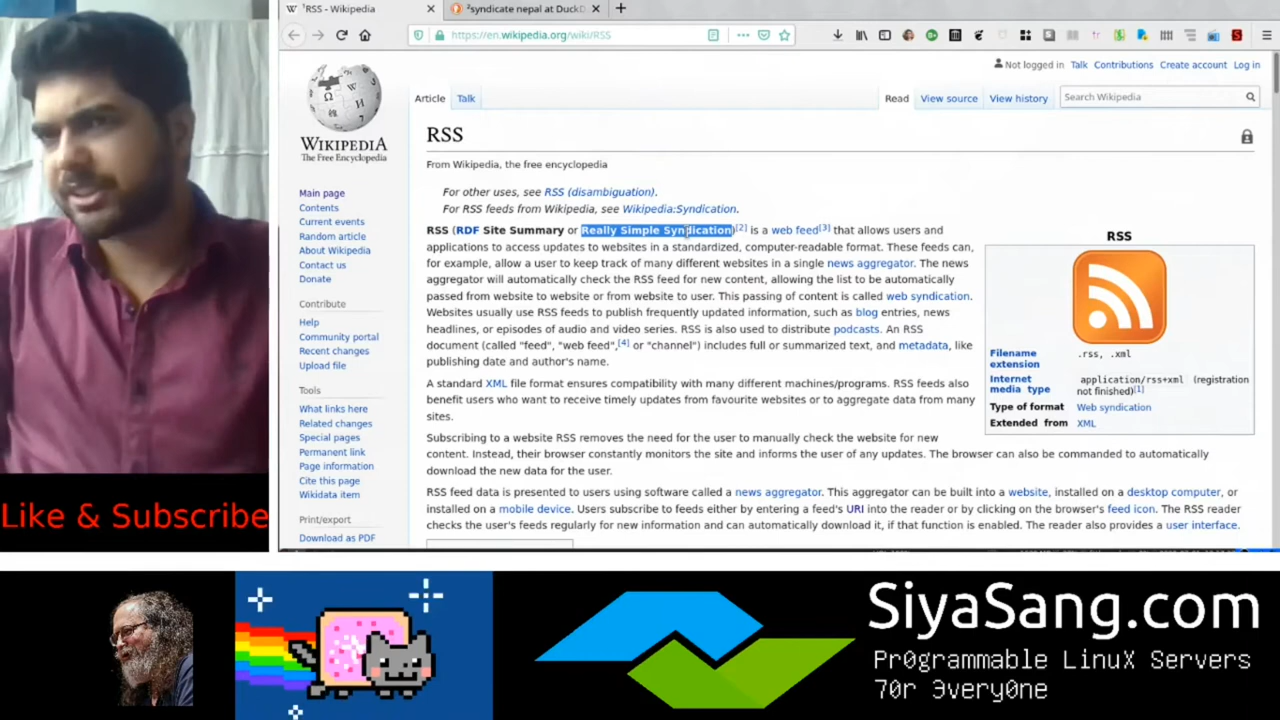 ¹RSS - Wikipedia
²syndicate nepal at DuckD
https://en.wikipedia.org/wiki/RSS
Not logged in Talk Contributions Create account Log in
Article Talk Read View source View history Search Wikipedia
WIKIPEDIA
The Free Encyclopedia
Main page
Contents
Current events
Random article
About Wikipedia
Contact us
Donate
Contribute
Help
Community portal
Recent changes
Upload file
Tools
What links here
Related changes
Special pages
Permanent link
Page information
Cite this page
Wikidata item
Print/export
Download as PDF
RSS
From Wikipedia, the free encyclopedia
For other uses, see RSS (disambiguation).
For RSS feeds from Wikipedia, see Wikipedia:Syndication.
RSS (RDF Site Summary or Really Simple Syndication)[2] is a web feed[3] that allows users and
applications to access updates to websites in a standardized, computer-readable format. These feeds can,
for example, allow a user to keep track of many different websites in a single news aggregator. The news
aggregator will automatically check the RSS feed for new content, allowing the list to be automatically
passed from website to website or from website to user. This passing of content is called web syndication.
Websites usually use RSS feeds to publish frequently updated information, such as blog entries, news
headlines, or episodes of audio and video series. RSS is also used to distribute podcasts. An RSS
document (called "feed", "web feed",[4] or "channel") includes full or summarized text, and metadata, like
publishing date and author's name.
A standard XML file format ensures compatibility with many different machines/programs. RSS feeds also
benefit users who want to receive timely updates from favourite websites or to aggregate data from many
sites.
Subscribing to a website RSS removes the need for the user to manually check the website for new
content. Instead, their browser constantly monitors the site and informs the user of any updates. The browser can also be commanded to automatically
download the new data for the user.
RSS feed data is presented to users using software called a news aggregator. This aggregator can be built into a website, installed on a desktop computer, or
installed on a mobile device. Users subscribe to feeds either by entering a feed's URI into the reader or by clicking on the browser's feed icon. The RSS reader
checks the user's feeds regularly for new information and can automatically download it, if that function is enabled. The reader also provides a user interface.
RSS
Filename extension .rss, .xml
Internet media type application/rss+xml (registration
not finished)[1]
Type of format Web syndication
Extended from XML
Like & Subscribe
SiyaSang.com
Pr0grammable LinuX Servers
70r 3very0ne